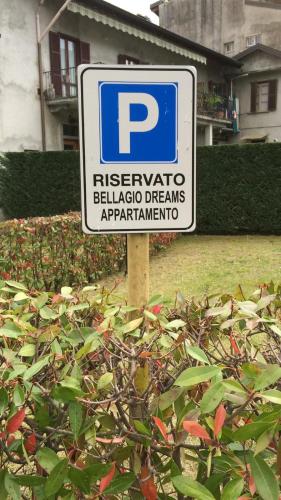 P
RISERVATO
BELLAGIO DREAMS
APPARTAMENTO